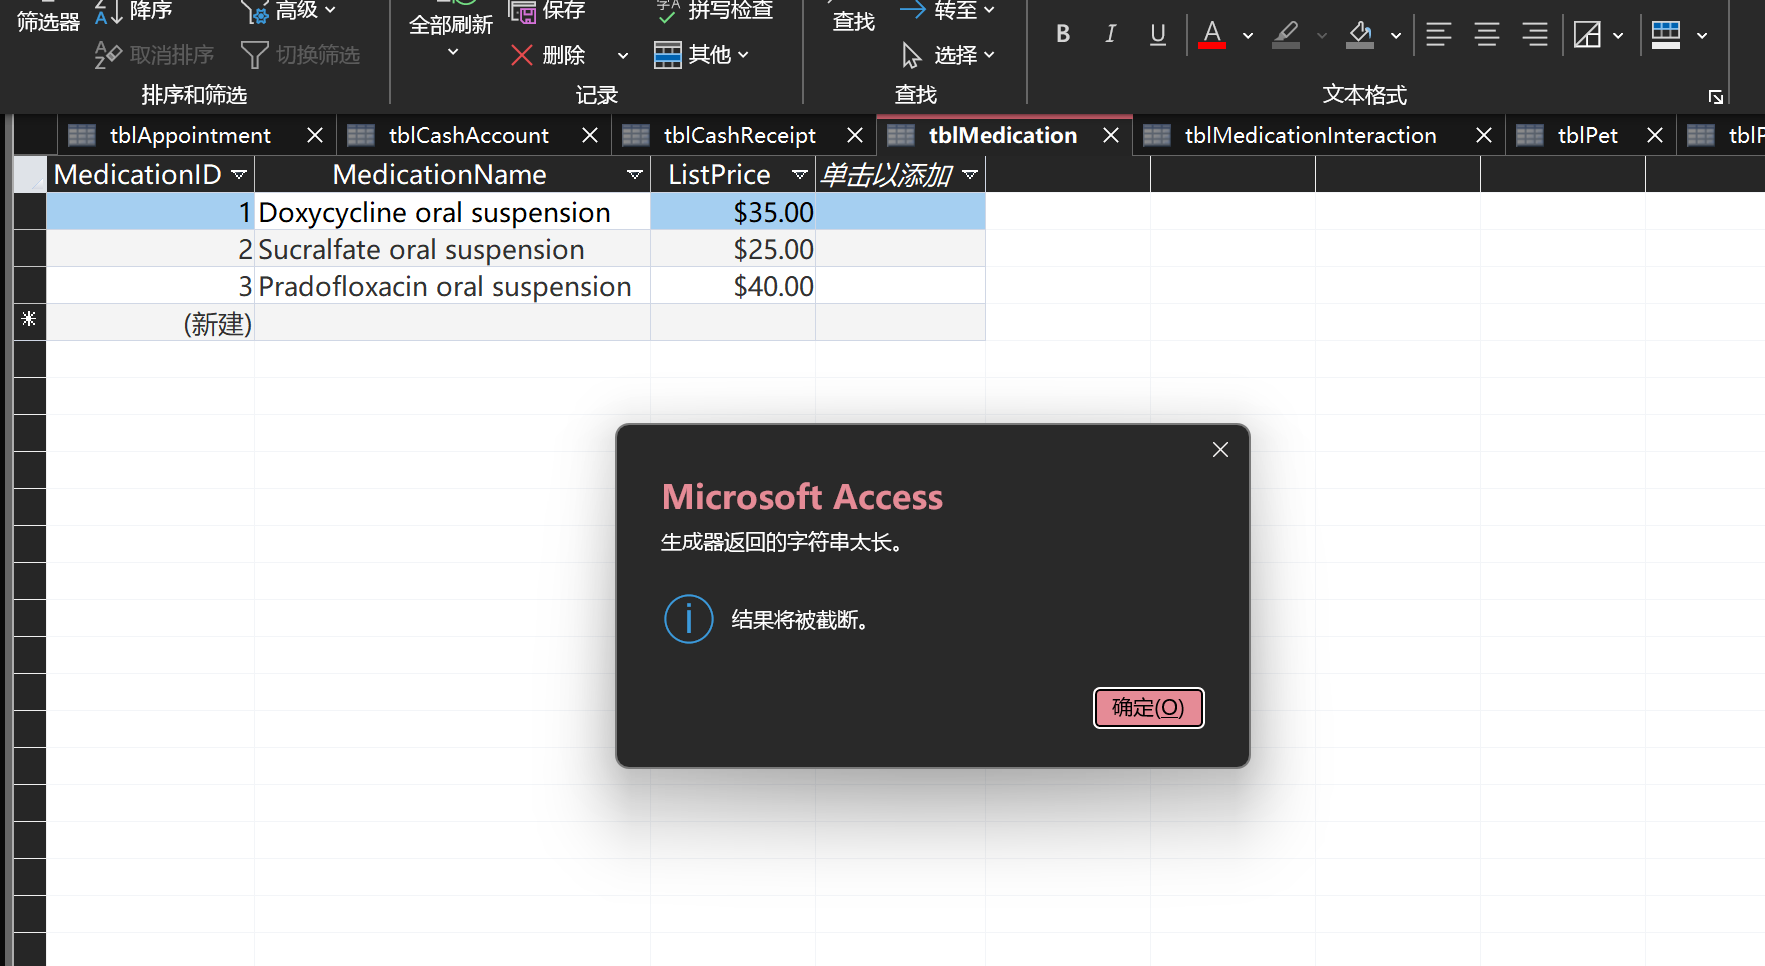 筛选器
降序
取消排序
高级
切换筛选
排序和筛选
全部刷新
保存
删除
拼写检查
其他
记录
查找
转至
选择
查找
B I U A
文本格式
tblAppointment
tblCashAccount
tblCashReceipt
tblMedication
tblMedicationInteraction
tblPet
MedicationID MedicationName ListPrice 单击以添加
1 Doxycycline oral suspension $35.00
2 Sucralfate oral suspension $25.00
3 Pradofloxacin oral suspension $40.00
* (新建)
Microsoft Access
生成器返回的字符串太长。
结果将被截断。
确定(O)